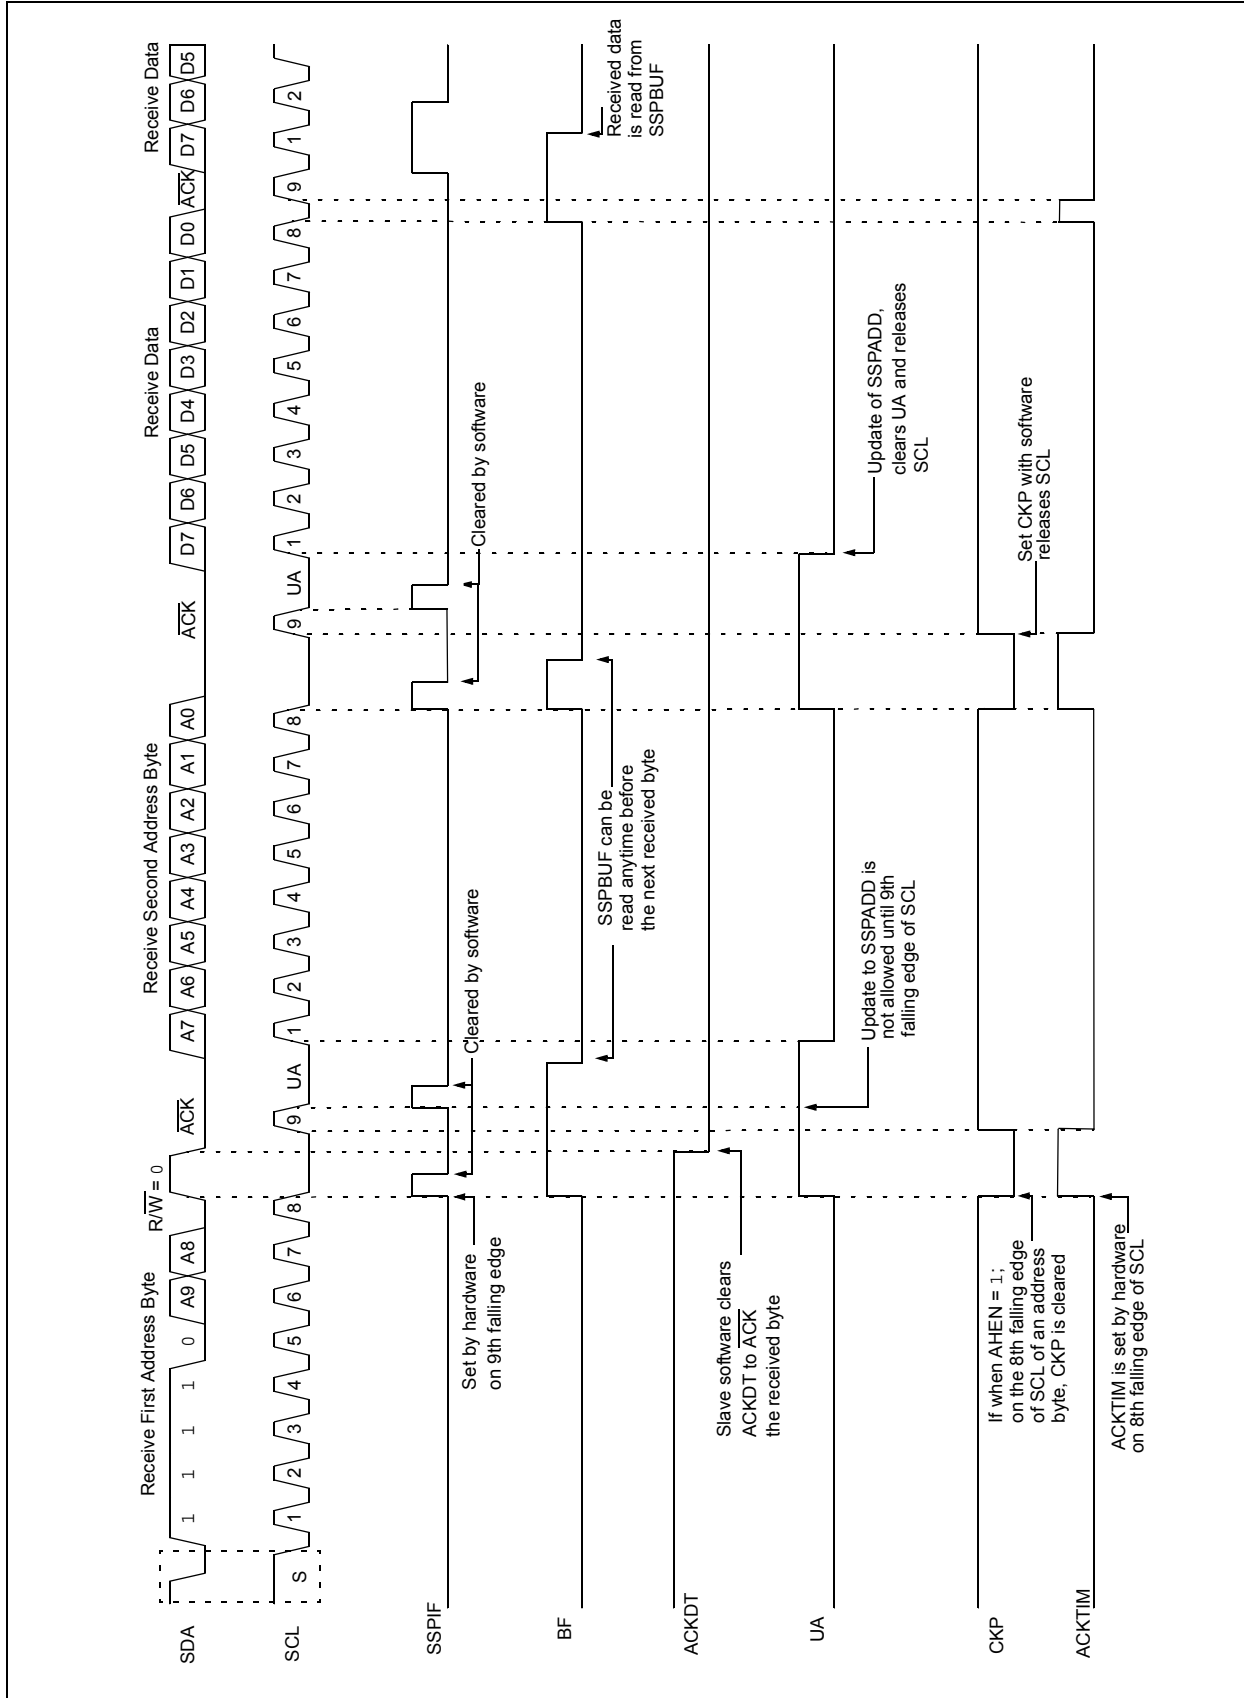 Receive First Address Byte
R/W = 0
Receive Second Address Byte
Receive Data
Receive Data
SDA
1 1 1 1 0 A9 A8
ACK
A7 A6 A5 A4 A3 A2 A1 A0
ACK
D7 D6 D5 D4 D3 D2 D1 D0
ACK
D7 D6 D5
SCL
S
1 2 3 4 5 6 7 8 9 UA
1 2 3 4 5 6 7 8 9 UA
1 2 3 4 5 6 7 8 9
1 2
SSPIF
Set by hardware
on 9th falling edge
Cleared by software
Cleared by software
BF
SSPBUF can be
read anytime before
the next received byte
Received data
is read from
SSPBUF
ACKDT
Slave software clears
ACKDT to ACK
the received byte
UA
Update to SSPADD is
not allowed until 9th
falling edge of SCL
Update of SSPADD,
clears UA and releases
SCL
CKP
If when AHEN = 1;
on the 8th falling edge
of SCL of an address
byte, CKP is cleared
Set CKP with software
releases SCL
ACKTIM
ACKTIM is set by hardware
on 8th falling edge of SCL